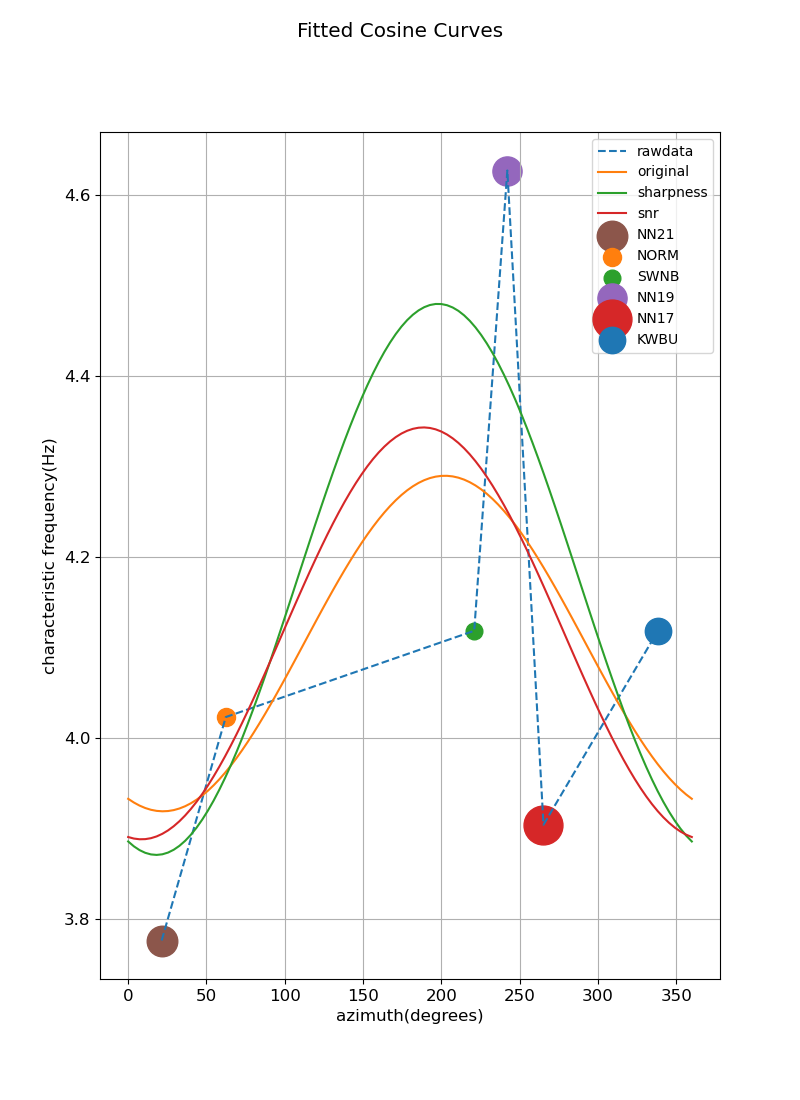 Fitted Cosine Curves
rawdata
original
sharpness
snr
NN21
NORM
SWNB
NN19
NN17
KWBU
4.6
4.4
4.2
4.0
3.8
characteristic frequency(Hz)
0 50 100 150 200 250 300 350
azimuth(degrees)